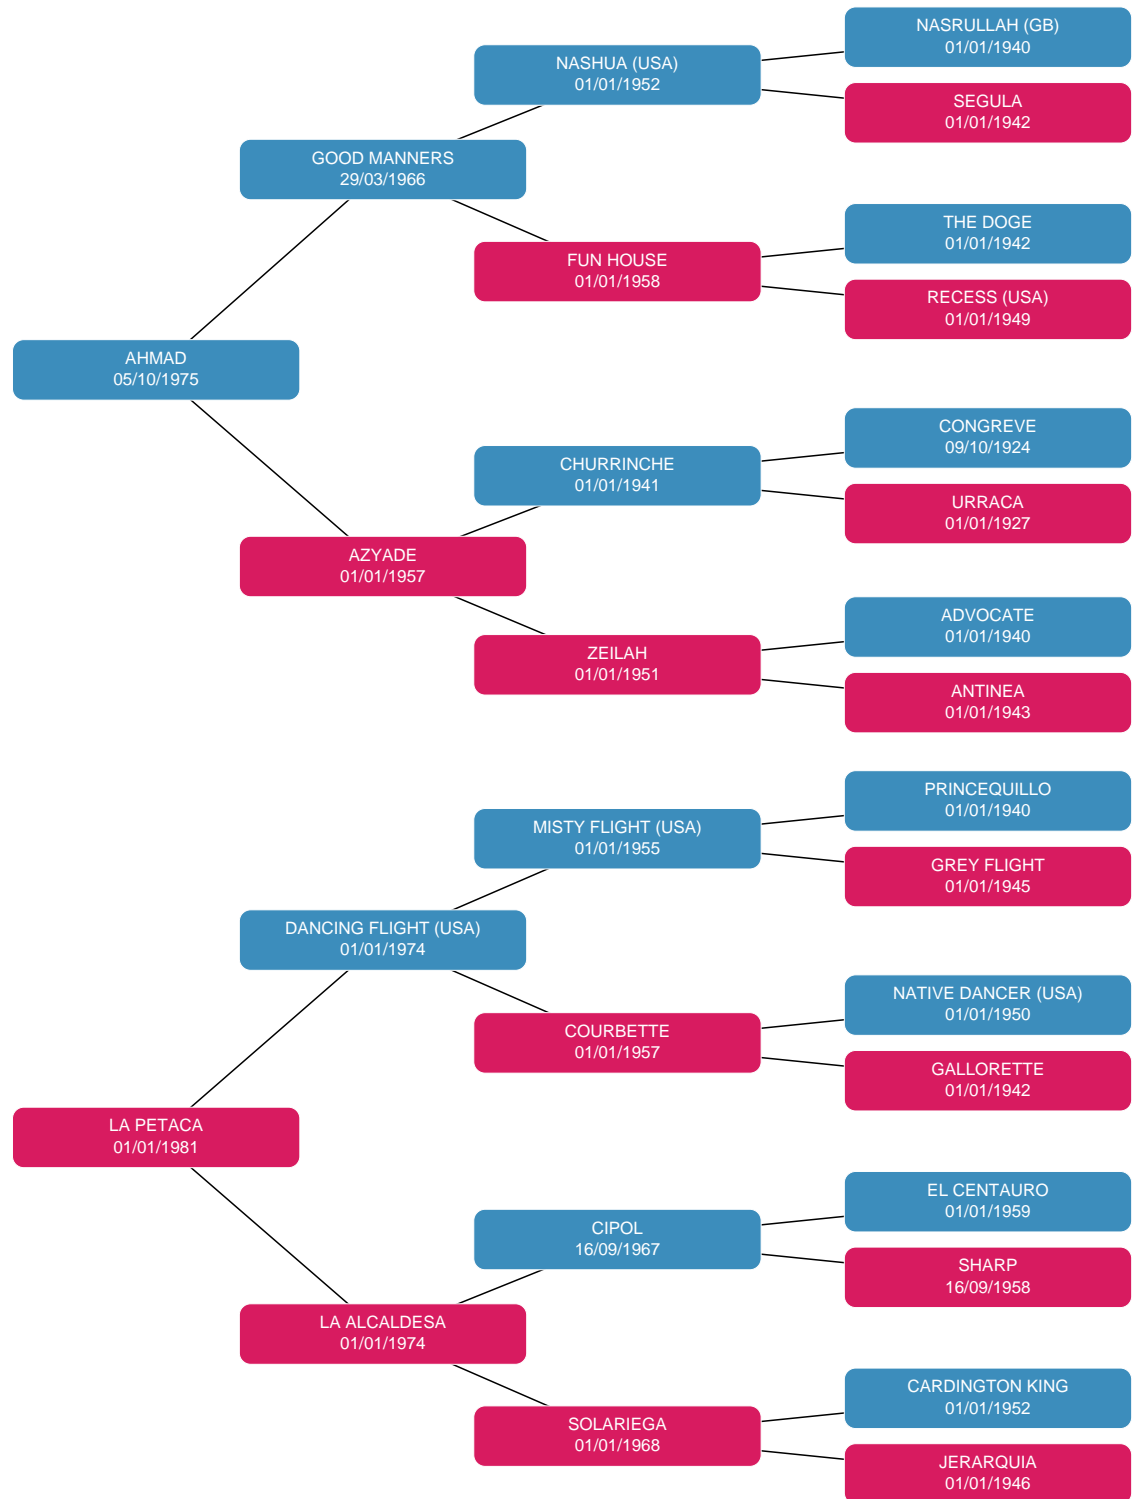 NASRULLAH (GB)
01/01/1940
NASHUA (USA)
01/01/1952
SEGULA
01/01/1942
GOOD MANNERS
29/03/1966
THE DOGE
01/01/1942
FUN HOUSE
01/01/1958
RECESS (USA)
01/01/1949
AHMAD
05/10/1975
CONGREVE
09/10/1924
CHURRINCHE
01/01/1941
URRACA
01/01/1927
AZYADE
01/01/1957
ADVOCATE
01/01/1940
ZEILAH
01/01/1951
ANTINEA
01/01/1943
PRINCEQUILLO
01/01/1940
MISTY FLIGHT (USA)
01/01/1955
GREY FLIGHT
01/01/1945
DANCING FLIGHT (USA)
01/01/1974
NATIVE DANCER (USA)
01/01/1950
COURBETTE
01/01/1957
GALLORETTE
01/01/1942
LA PETACA
01/01/1981
EL CENTAURO
01/01/1959
CIPOL
16/09/1967
SHARP
16/09/1958
LA ALCALDESA
01/01/1974
CARDINGTON KING
01/01/1952
SOLARIEGA
01/01/1968
JERARQUIA
01/01/1946